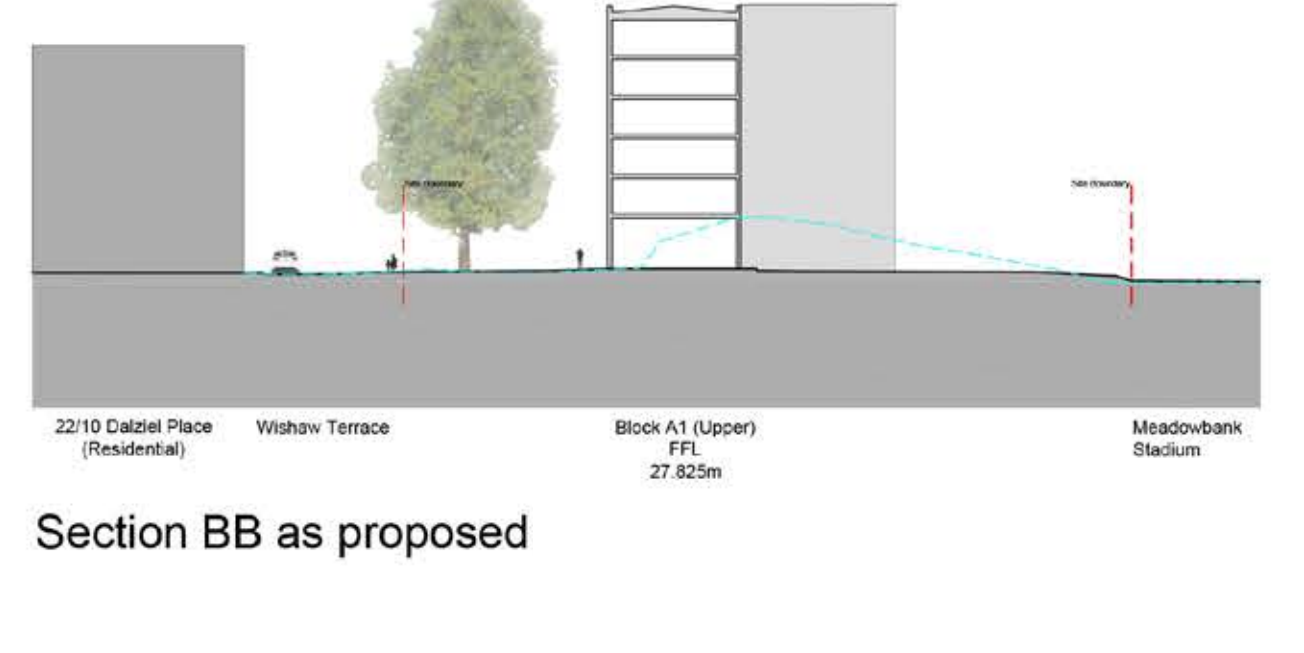 Site Boundary
Site Boundary
22/10 Dalziel Place
(Residential)
Wishaw Terrace
Block A1 (Upper)
FFL
27.825m
Meadowbank
Stadium
Section BB as proposed